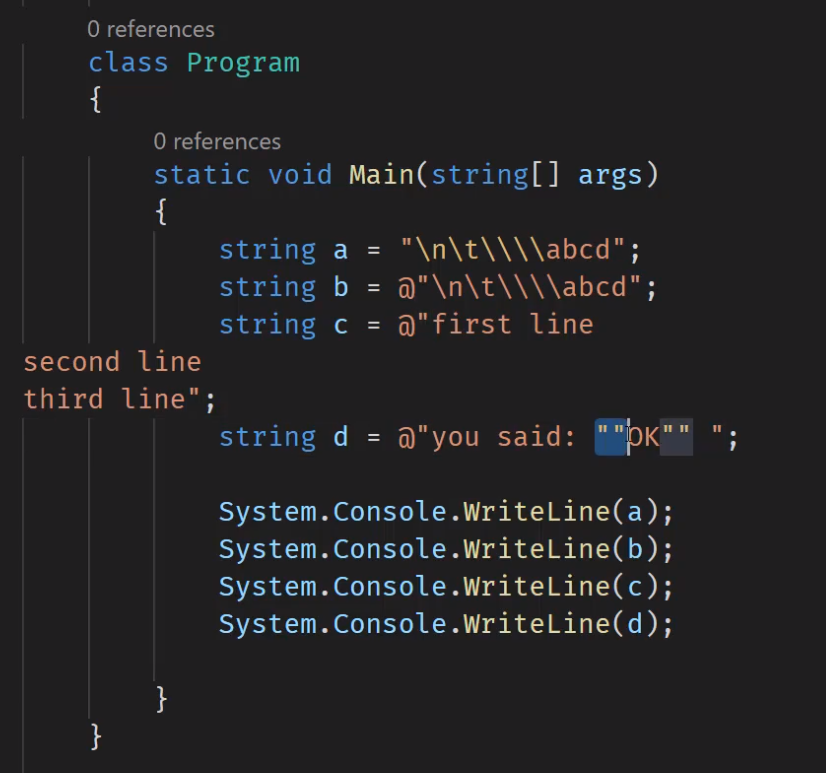 0 references
class Program
{
0 references
static void Main(string[] args)
{
string a = "\n\t\\\\abcd";
string b = @"\n\t\\\\abcd";
string c = @"first line
second line
third line";
string d = @"you said: ""OK"" ";
System.Console.WriteLine(a);
System.Console.WriteLine(b);
System.Console.WriteLine(c);
System.Console.WriteLine(d);
}
}